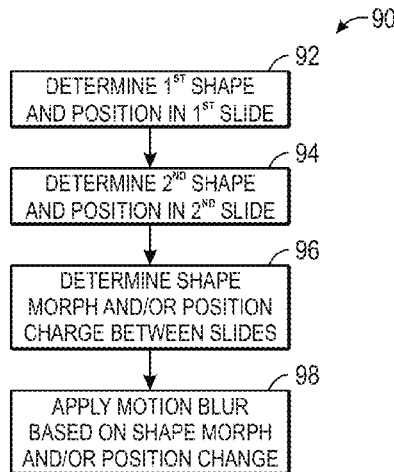 90
92
DETERMINE 1ST SHAPE
AND POSITION IN 1ST SLIDE
94
DETERMINE 2ND SHAPE
AND POSITION IN 2ND SLIDE
96
DETERMINE SHAPE
MORPH AND/OR POSITION
CHARGE BETWEEN SLIDES
98
APPLY MOTION BLUR
BASED ON SHAPE MORPH
AND/OR POSITION CHANGE